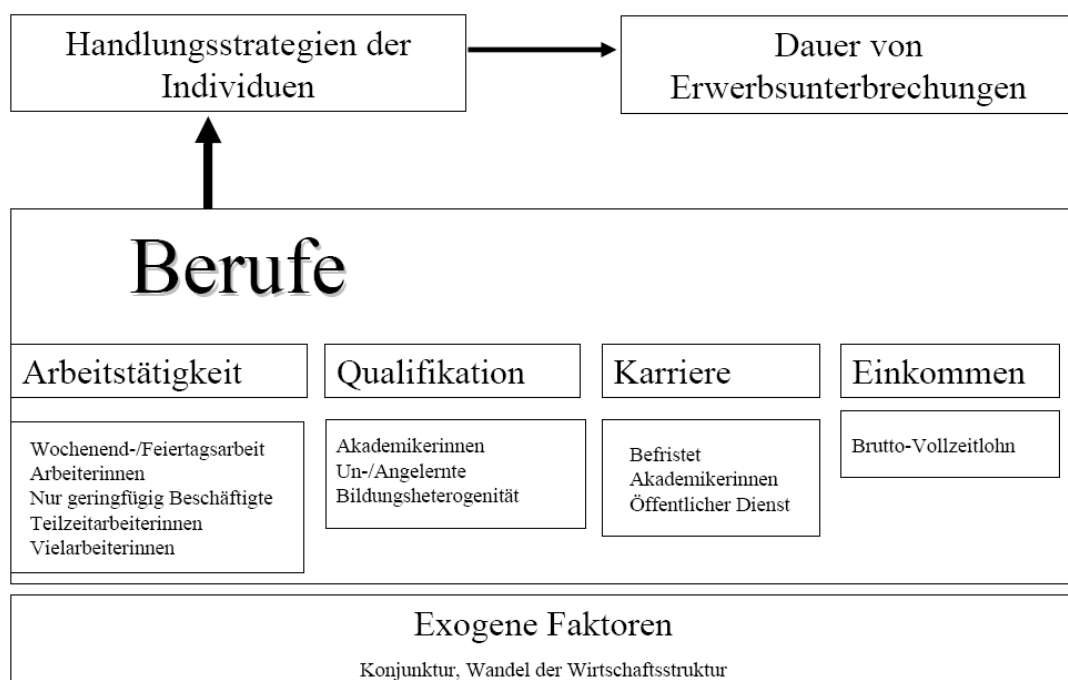 Handlungsstrategien der
Individuen
Dauer von
Erwerbsunterbrechungen
Berufe
Arbeitstätigkeit
Wochenend-/Feiertagsarbeit
Arbeiterinnen
Nur geringfügig Beschäftigte
Teilzeitarbeiterinnen
Vielarbeiterinnen
Qualifikation
Akademikerinnen
Un-/Angelernte
Bildungsheterogenität
Karriere
Befristet
Akademikerinnen
Öffentlicher Dienst
Einkommen
Brutto-Vollzeitlohn
Exogene Faktoren
Konjunktur, Wandel der Wirtschaftsstruktur